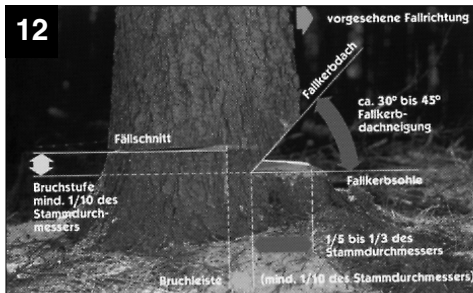 12
vorgesehene Fallrichtung
Fallkerbdach
ca. 30° bis 45°
Fallkerb-
dachneigung
Fällschnitt
Fallkerbsohle
Bruchstufe
mind. 1/10 des
Stammdurch-
messers
1/5 bis 1/3 des
Stammdurchmessers
Bruchleiste
(mind. 1/10 des Stammdurchmessers)